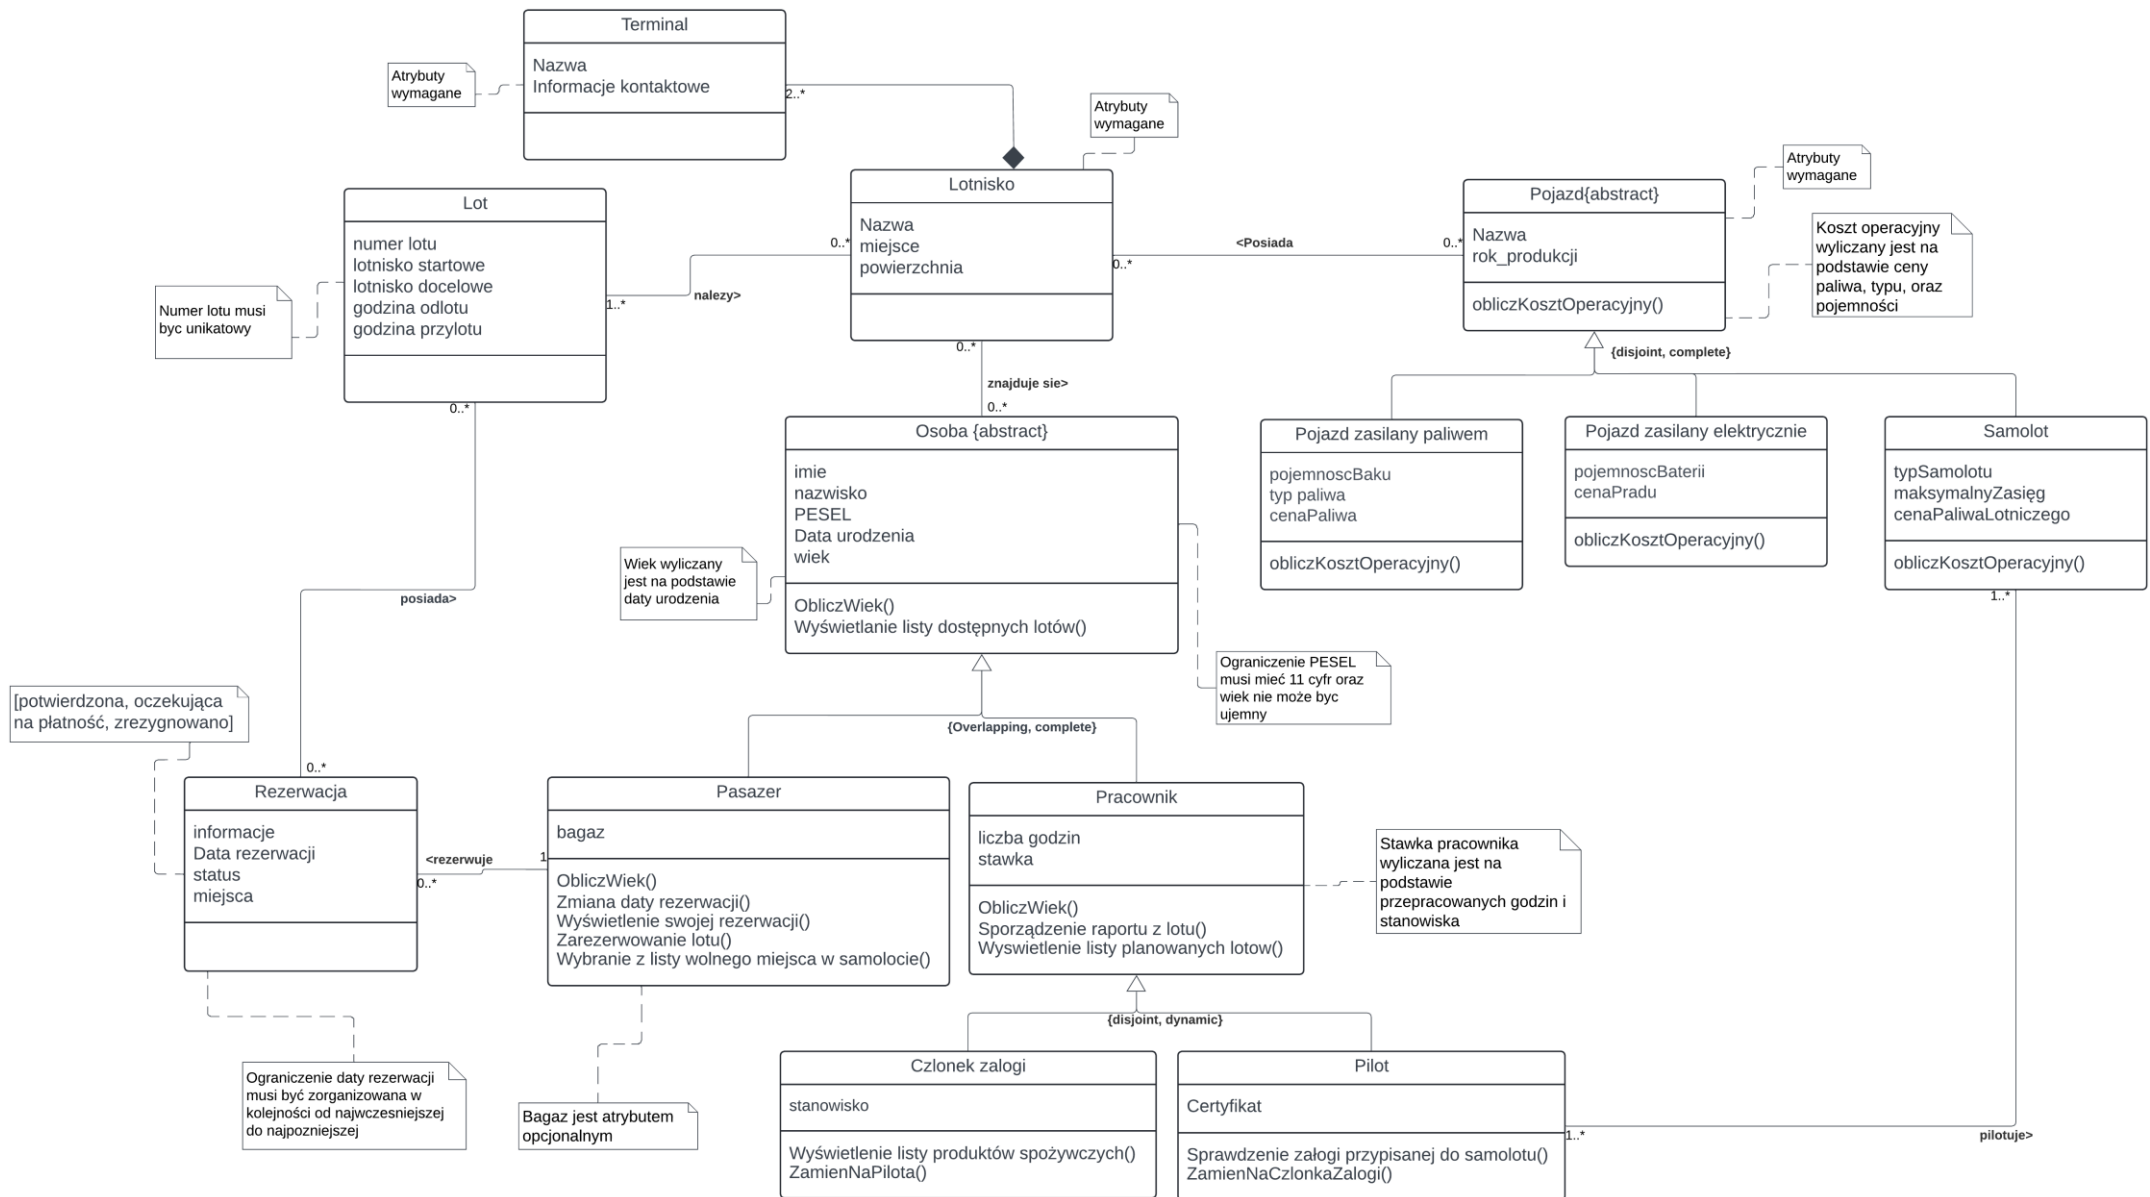 Terminal
Nazwa
Informacje kontaktowe
Atrybuty
wymagane
2..*
Atrybuty
wymagane
Lotnisko
Nazwa
miejsce
powierzchnia
Lot
numer lotu
lotnisko startowe
lotnisko docelowe
godzina odlotu
godzina przylotu
Numer lotu musi
byc unikatowy
0..*
1..*
nalezy>
<Posiada
0..*
0..*
Pojazd{abstract}
Nazwa
rok_produkcji
obliczKosztOperacyjny()
Atrybuty
wymagane
Koszt operacyjny
wyliczany jest na
podstawie ceny
paliwa, typu, oraz
pojemności
{disjoint, complete}
0..*
znajduje sie>
0..*
0..*
posiada>
0..*
Osoba {abstract}
imie
nazwisko
PESEL
Data urodzenia
wiek
ObliczWiek()
Wyświetlanie listy dostępnych lotów()
Wiek wyliczany
jest na podstawie
daty urodzenia
Ograniczenie PESEL
musi mieć 11 cyfr oraz
wiek nie może byc
ujemny
Pojazd zasilany paliwem
pojemnoscBaku
typ paliwa
cenaPaliwa
obliczKosztOperacyjny()
Pojazd zasilany elektrycznie
pojemnoscBaterii
cenaPradu
obliczKosztOperacyjny()
Samolot
typSamolotu
maksymalnyZasięg
cenaPaliwaLotniczego
obliczKosztOperacyjny()
1..*
{Overlapping, complete}
[potwierdzona, oczekująca
na płatność, zrezygnowano]
Rezerwacja
informacje
Data rezerwacji
status
miejsca
<rezerwuje
0..*
1
Pasazer
bagaz
ObliczWiek()
Zmiana daty rezerwacji()
Wyświetlenie swojej rezerwacji()
Zarezerwowanie lotu()
Wybranie z listy wolnego miejsca w samolocie()
Pracownik
liczba godzin
stawka
ObliczWiek()
Sporządzenie raportu z lotu()
Wyswietlenie listy planowanych lotow()
Stawka pracownika
wyliczana jest na
podstawie
przepracowanych godzin i
stanowiska
{disjoint, dynamic}
Ograniczenie daty rezerwacji
musi być zorganizowana w
kolejności od najwczesniejszej
do najpozniejszej
Bagaz jest atrybutem
opcjonalnym
Czlonek zalogi
stanowisko
Wyświetlenie listy produktów spożywczych()
ZamienNaPilota()
Pilot
Certyfikat
Sprawdzenie załogi przypisanej do samolotu()
ZamienNaCzlonkaZalogi()
1..*
pilotuje>